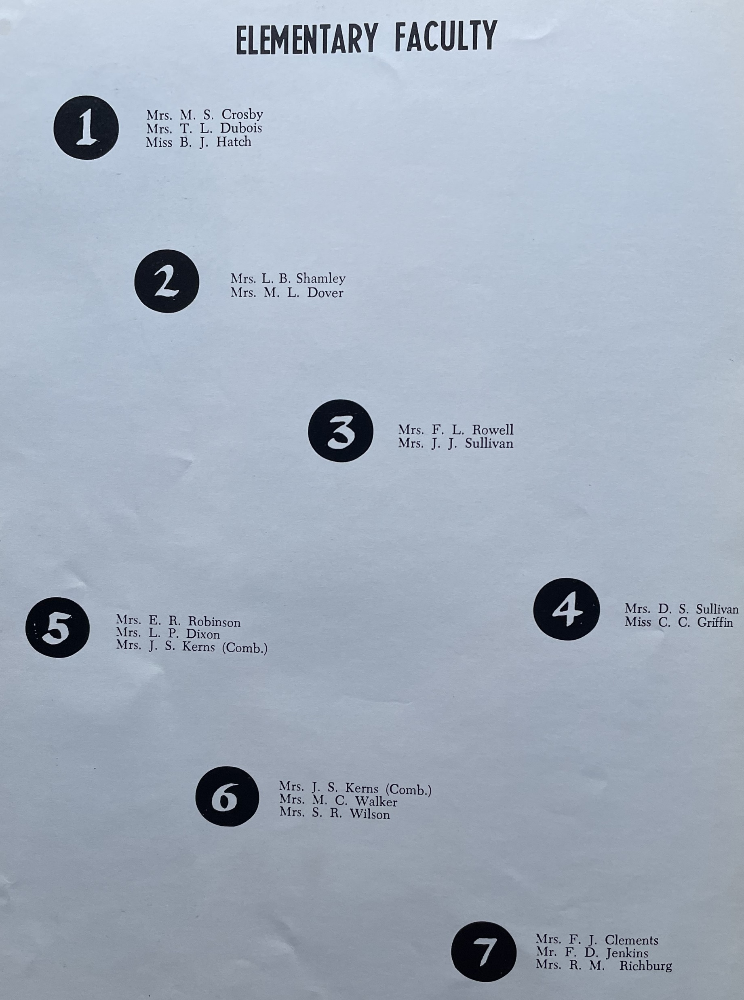 ELEMENTARY FACULTY
1
Mrs. M. S. Crosby
Mrs. T. L. Dubois
Miss B. J. Hatch
2
Mrs. L. B. Shamley
Mrs. M. L. Dover
3
Mrs. F. L. Rowell
Mrs. J. J. Sullivan
4
Mrs. D. S. Sullivan
Miss C. C. Griffin
5
Mrs. E. R. Robinson
Mrs. L. P. Dixon
Mrs. J. S. Kerns (Comb.)
6
Mrs. J. S. Kerns (Comb.)
Mrs. M. C. Walker
Mrs. S. R. Wilson
7
Mrs. F. J. Clements
Mr. F. D. Jenkins
Mrs. R. M. Richburg